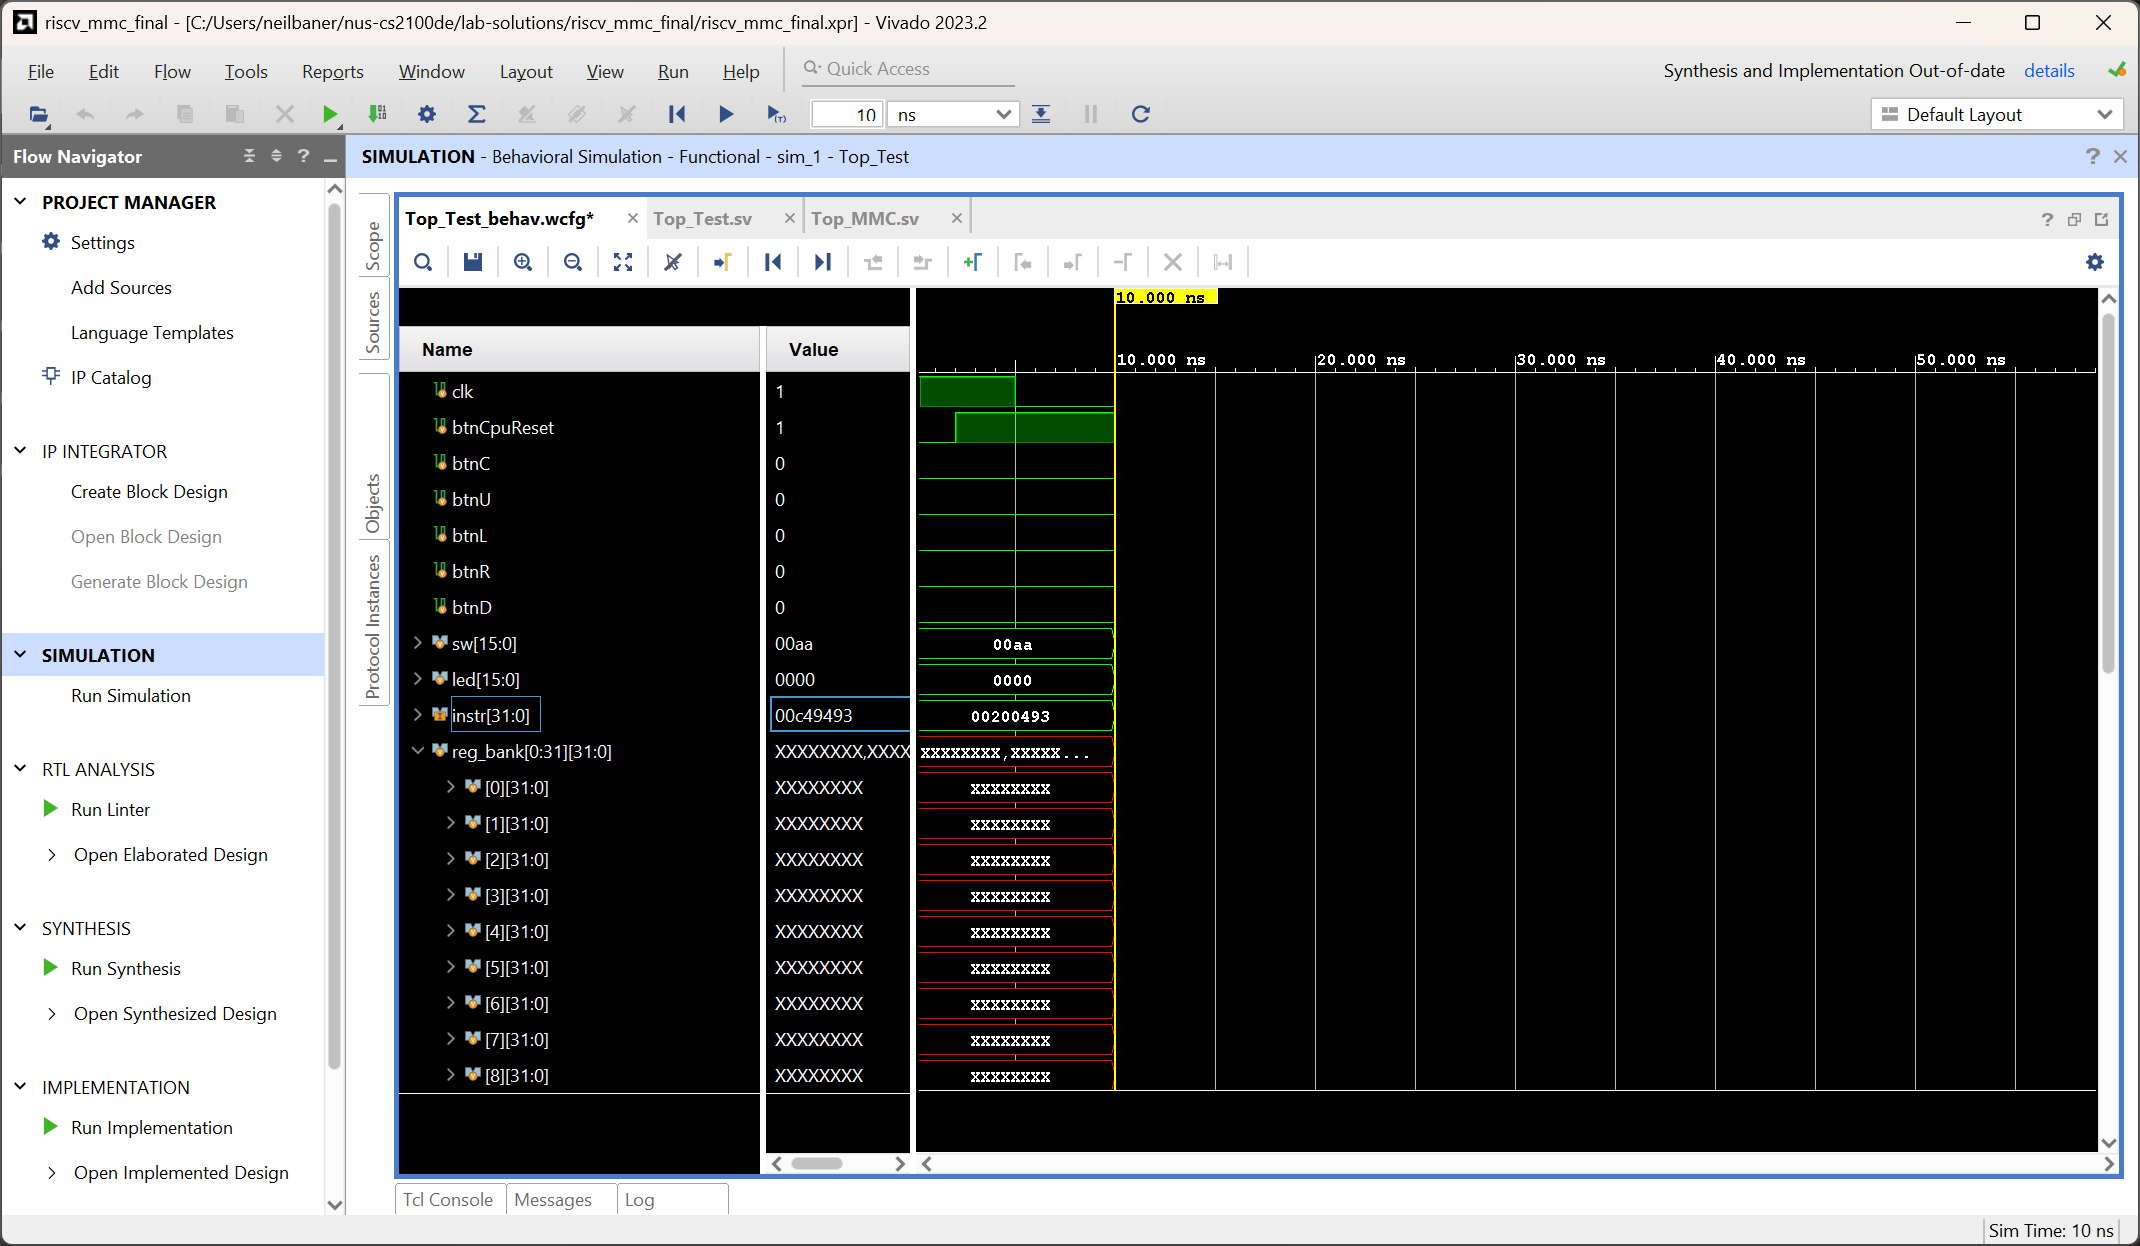 riscv_mmc_final - [C:/Users/neilbaner/nus-cs2100de/lab-solutions/riscv_mmc_final/riscv_mmc_final.xpr] - Vivado 2023.2
File Edit Flow Tools Reports Window Layout View Run Help Quick Access
Synthesis and Implementation Out-of-date details
10 ns
Default Layout
Flow Navigator
SIMULATION - Behavioral Simulation - Functional - sim_1 - Top_Test
PROJECT MANAGER
Settings
Add Sources
Language Templates
IP Catalog
IP INTEGRATOR
Create Block Design
Open Block Design
Generate Block Design
SIMULATION
Run Simulation
RTL ANALYSIS
Run Linter
Open Elaborated Design
SYNTHESIS
Run Synthesis
Open Synthesized Design
IMPLEMENTATION
Run Implementation
Open Implemented Design
Scope
Sources
Objects
Protocol Instances
Top_Test_behav.wcfg* Top_Test.sv Top_MMC.sv
10.000 ns
Name Value
10.000 ns 20.000 ns 30.000 ns 40.000 ns 50.000 ns
clk 1
btnCpuReset 1
btnC 0
btnU 0
btnL 0
btnR 0
btnD 0
sw[15:0] 00aa 00aa
led[15:0] 0000 0000
instr[31:0] 00c49493 00200493
reg_bank[0:31][31:0] XXXXXXXX,XXXX XXXXXXXX,XXXXX...
[0][31:0] XXXXXXXX XXXXXXXX
[1][31:0] XXXXXXXX XXXXXXXX
[2][31:0] XXXXXXXX XXXXXXXX
[3][31:0] XXXXXXXX XXXXXXXX
[4][31:0] XXXXXXXX XXXXXXXX
[5][31:0] XXXXXXXX XXXXXXXX
[6][31:0] XXXXXXXX XXXXXXXX
[7][31:0] XXXXXXXX XXXXXXXX
[8][31:0] XXXXXXXX XXXXXXXX
Tcl Console Messages Log
Sim Time: 10 ns